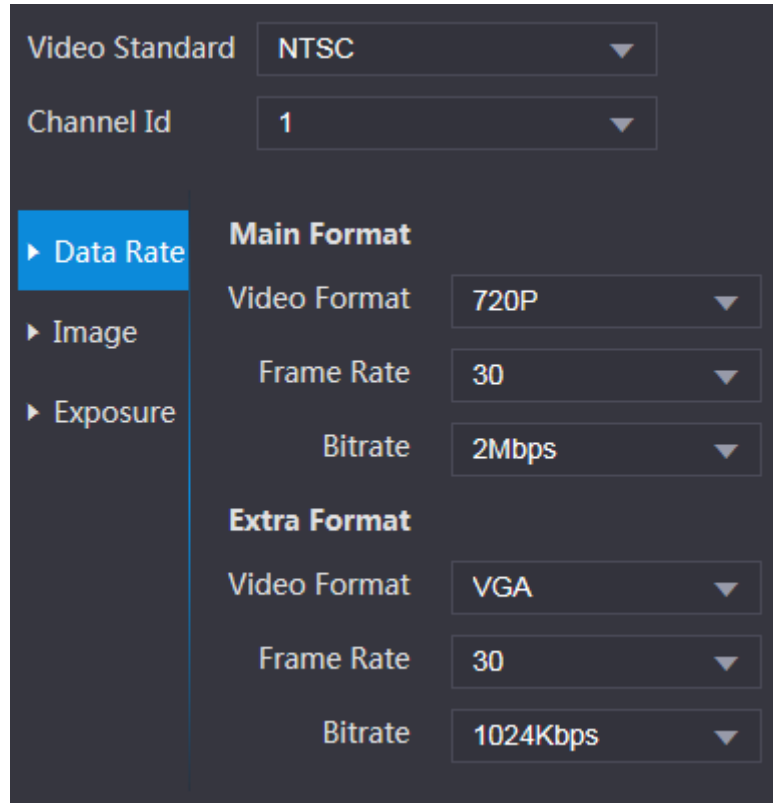 Video Standard NTSC
Channel Id 1
Data Rate
Image
Exposure
Main Format
Video Format 720P
Frame Rate 30
Bitrate 2Mbps
Extra Format
Video Format VGA
Frame Rate 30
Bitrate 1024Kbps